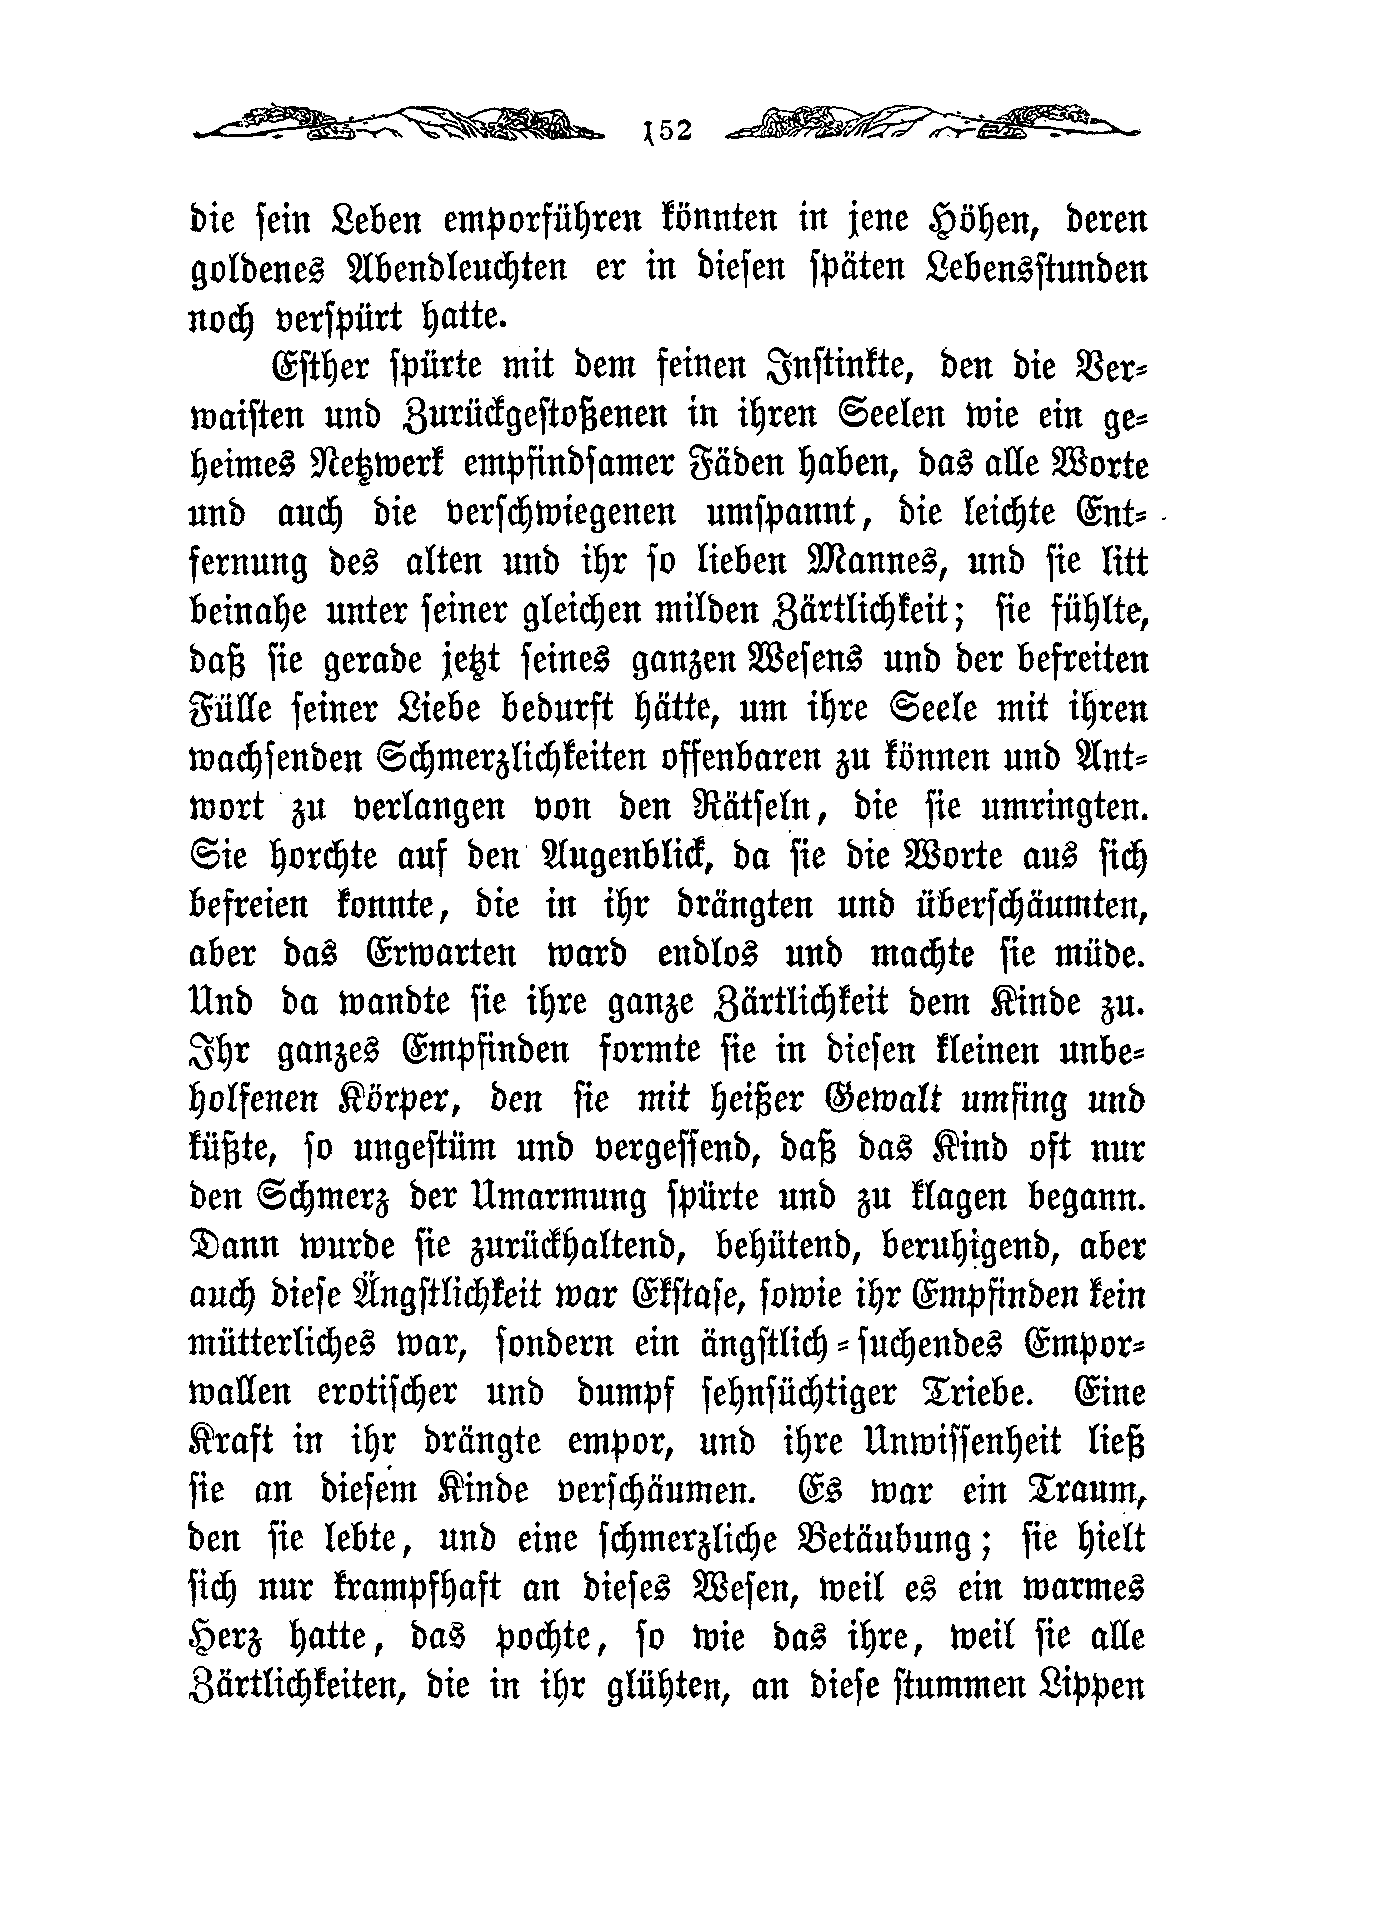 152
die sein Leben emporführen könnten in jene Höhen, deren
goldenes Abendleuchten er in diesen späten Lebensstunden
noch verspürt hatte.
Esther spürte mit dem feinen Instinkte, den die Ver-
waisten und Zurückgestoßenen in ihren Seelen wie ein ge-
heimes Netzwerk empfindsamer Fäden haben, das alle Worte
und auch die verschwiegenen umspannt, die leichte Ent-
fernung des alten und ihr so lieben Mannes, und sie litt
beinahe unter seiner gleichen milden Zärtlichkeit; sie fühlte,
daß sie gerade jetzt seines ganzen Wesens und der befreiten
Fülle seiner Liebe bedurft hätte, um ihre Seele mit ihren
wachsenden Schmerzlichkeiten offenbaren zu können und Ant-
wort zu verlangen von den Rätseln, die sie umringten.
Sie horchte auf den Augenblick, da sie die Worte aus sich
befreien konnte, die in ihr drängten und überschäumten,
aber das Erwarten ward endlos und machte sie müde.
Und da wandte sie ihre ganze Zärtlichkeit dem Kinde zu.
Ihr ganzes Empfinden formte sie in diesen kleinen unbe-
holfenen Körper, den sie mit heißer Gewalt umfing und
küßte, so ungestüm und vergessend, daß das Kind oft nur
den Schmerz der Umarmung spürte und zu klagen begann.
Dann wurde sie zurückhaltend, behütend, beruhigend, aber
auch diese Ängstlichkeit war Ekstase, sowie ihr Empfinden kein
mütterliches war, sondern ein ängstlich-suchendes Empor-
wallen erotischer und dumpf sehnsüchtiger Triebe. Eine
Kraft in ihr drängte empor, und ihre Unwissenheit ließ
sie an diesem Kinde verschäumen. Es war ein Traum,
den sie lebte, und eine schmerzliche Betäubung; sie hielt
sich nur krampfhaft an dieses Wesen, weil es ein warmes
Herz hatte, das pochte, so wie das ihre, weil sie alle
Zärtlichkeiten, die in ihr glühten, an diese stummen Lippen